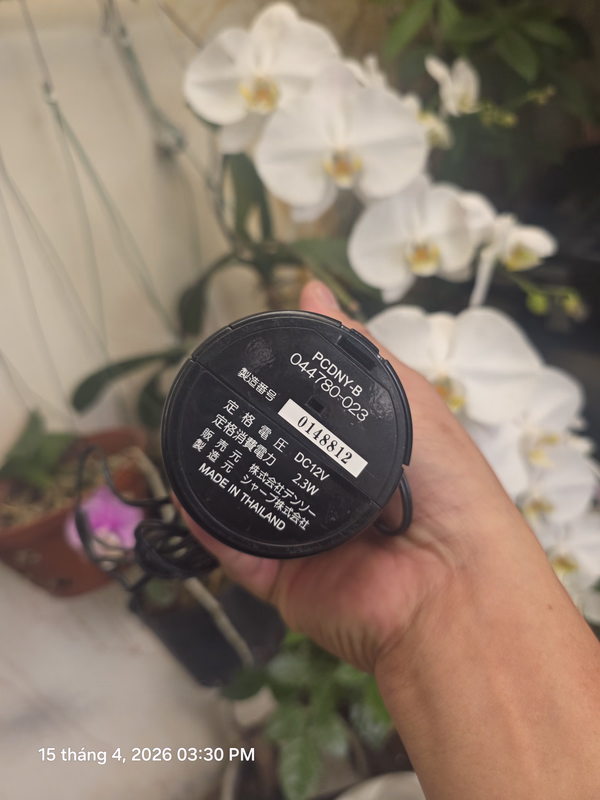 PCDNY-B
044780-023
製造番号
0148812
定格電圧 DC12V
定格消費電力 2.3W
販売元 株式会社デンソー
製造元 シャープ株式会社
MADE IN THAILAND
15 tháng 4, 2026 03:30 PM